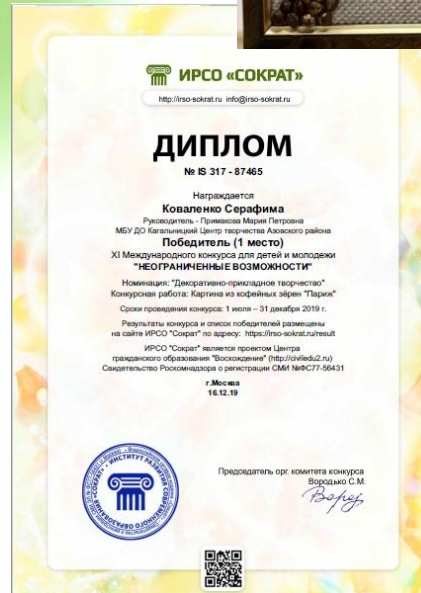 ИРСО «СОКРАТ»
http://irso-sokrat.ru info@irso-sokrat.ru
ДИПЛОМ
№ IS 317 - 87465
Награждается
Коваленко Серафима
Руководитель - Примакова Мария Петровна
МБУ ДО Кагальницкий Центр творчества Азовского района
Победитель (1 место)
XI Международного конкурса для детей и молодежи
"НЕОГРАНИЧЕННЫЕ ВОЗМОЖНОСТИ"
Номинация: "Декоративно-прикладное творчество"
Конкурсная работа: Картина из кофейных зёрен "Париж"
Сроки проведения конкурса: 1 июля – 31 декабря 2019 г.
Результаты конкурса и список победителей размещены
на сайте ИРСО "Сократ" по адресу: https://irso-sokrat.ru/result
ИРСО "Сократ" является проектом Центра
гражданского образования "Восхождение" (http://civiledu2.ru)
Свидетельство Роскомнадзора о регистрации СМИ №ФС77-56431
г.Москва
16.12.19
ИНСТИТУТ РАЗВИТИЯ
СОВРЕМЕННОГО ОБРАЗОВАНИЯ «СОКРАТ»
Председатель орг. комитета конкурса
Вородько С.М.